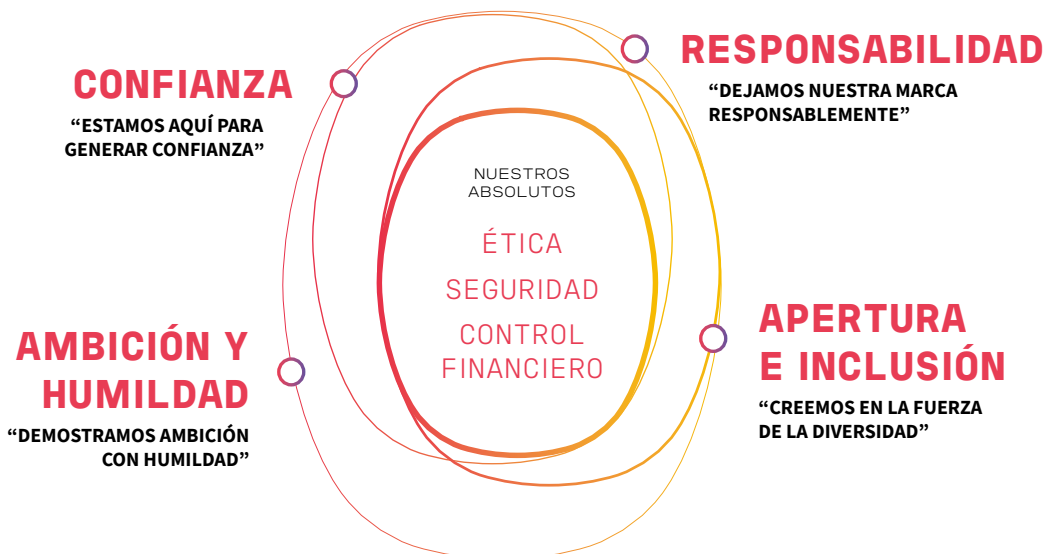 CONFIANZA
“ESTAMOS AQUÍ PARA
GENERAR CONFIANZA”
RESPONSABILIDAD
“DEJAMOS NUESTRA MARCA
RESPONSABLEMENTE”
NUESTROS
ABSOLUTOS
ÉTICA
SEGURIDAD
CONTROL
FINANCIERO
AMBICIÓN Y
HUMILDAD
“DEMOSTRAMOS AMBICIÓN
CON HUMILDAD”
APERTURA
E INCLUSIÓN
“CREEMOS EN LA FUERZA
DE LA DIVERSIDAD”